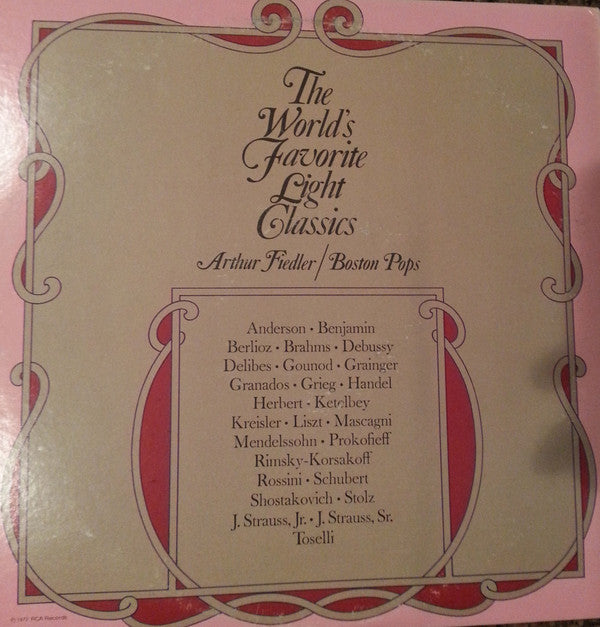 The
World's
Favorite
Light
Classics
Arthur Fiedler/Boston Pops
Anderson • Benjamin
Berlioz • Brahms • Debussy
Delibes • Gounod • Grainger
Granados • Grieg • Handel
Herbert • Ketelbey
Kreisler • Liszt • Mascagni
Mendelssohn • Prokofieff
Rimsky-Korsakoff
Rossini • Schubert
Shostakovich • Stolz
J. Strauss, Jr. • J. Strauss, Sr.
Toselli
RCA Records